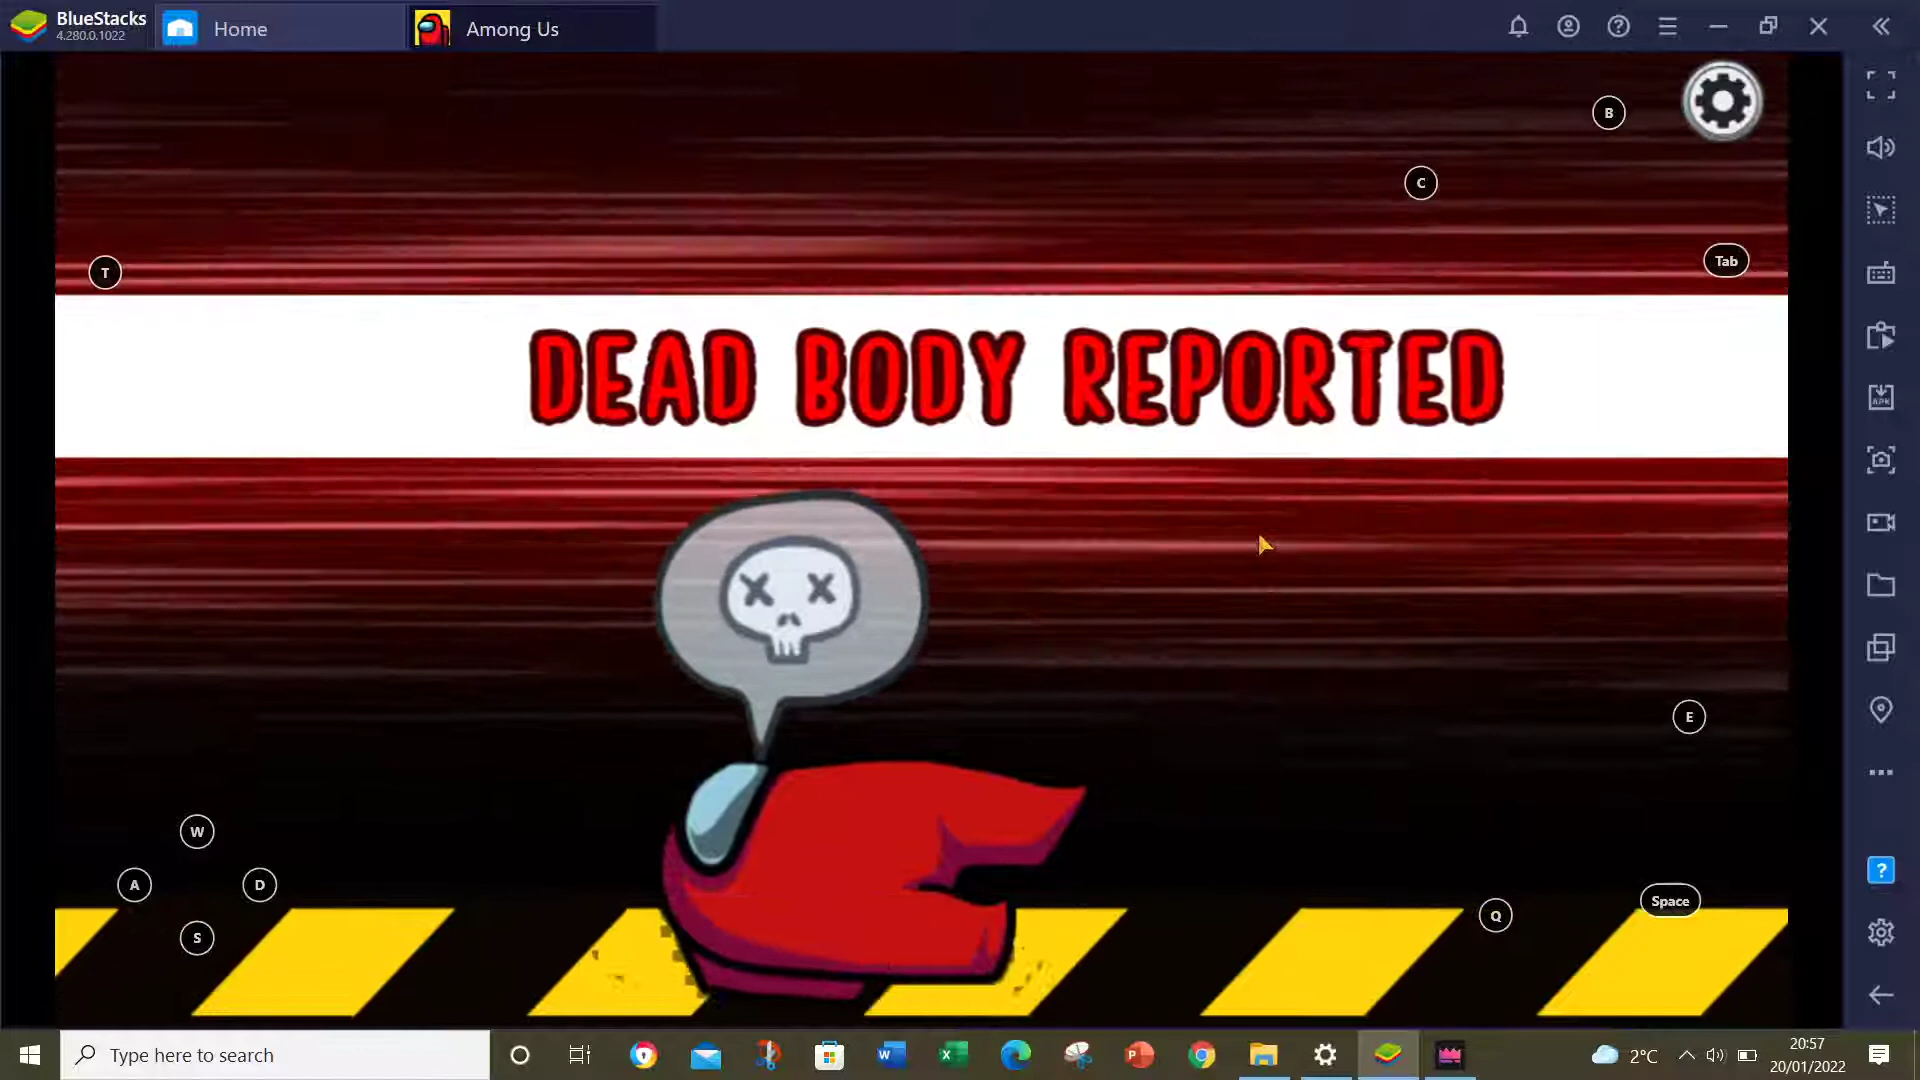 BlueStacks
4.280.0.1022
Home
Among Us
B
C
T
Tab
DEAD BODY REPORTED
E
W
A
D
S
Q
Space
Type here to search
2°C
20:57
20/01/2022